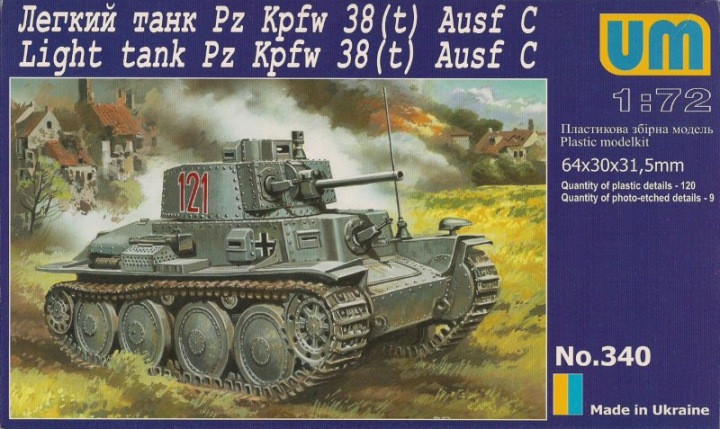 Легкий танк Pz Kpfw 38(t) Ausf C
Light tank Pz Kpfw 38(t) Ausf C
um
1:72
Пластикова збірна модель
Plastic modelkit
64x30x31,5mm
Quantity of plastic details - 120
Quantity of photo-etched details - 9
121
No.340
Made in Ukraine